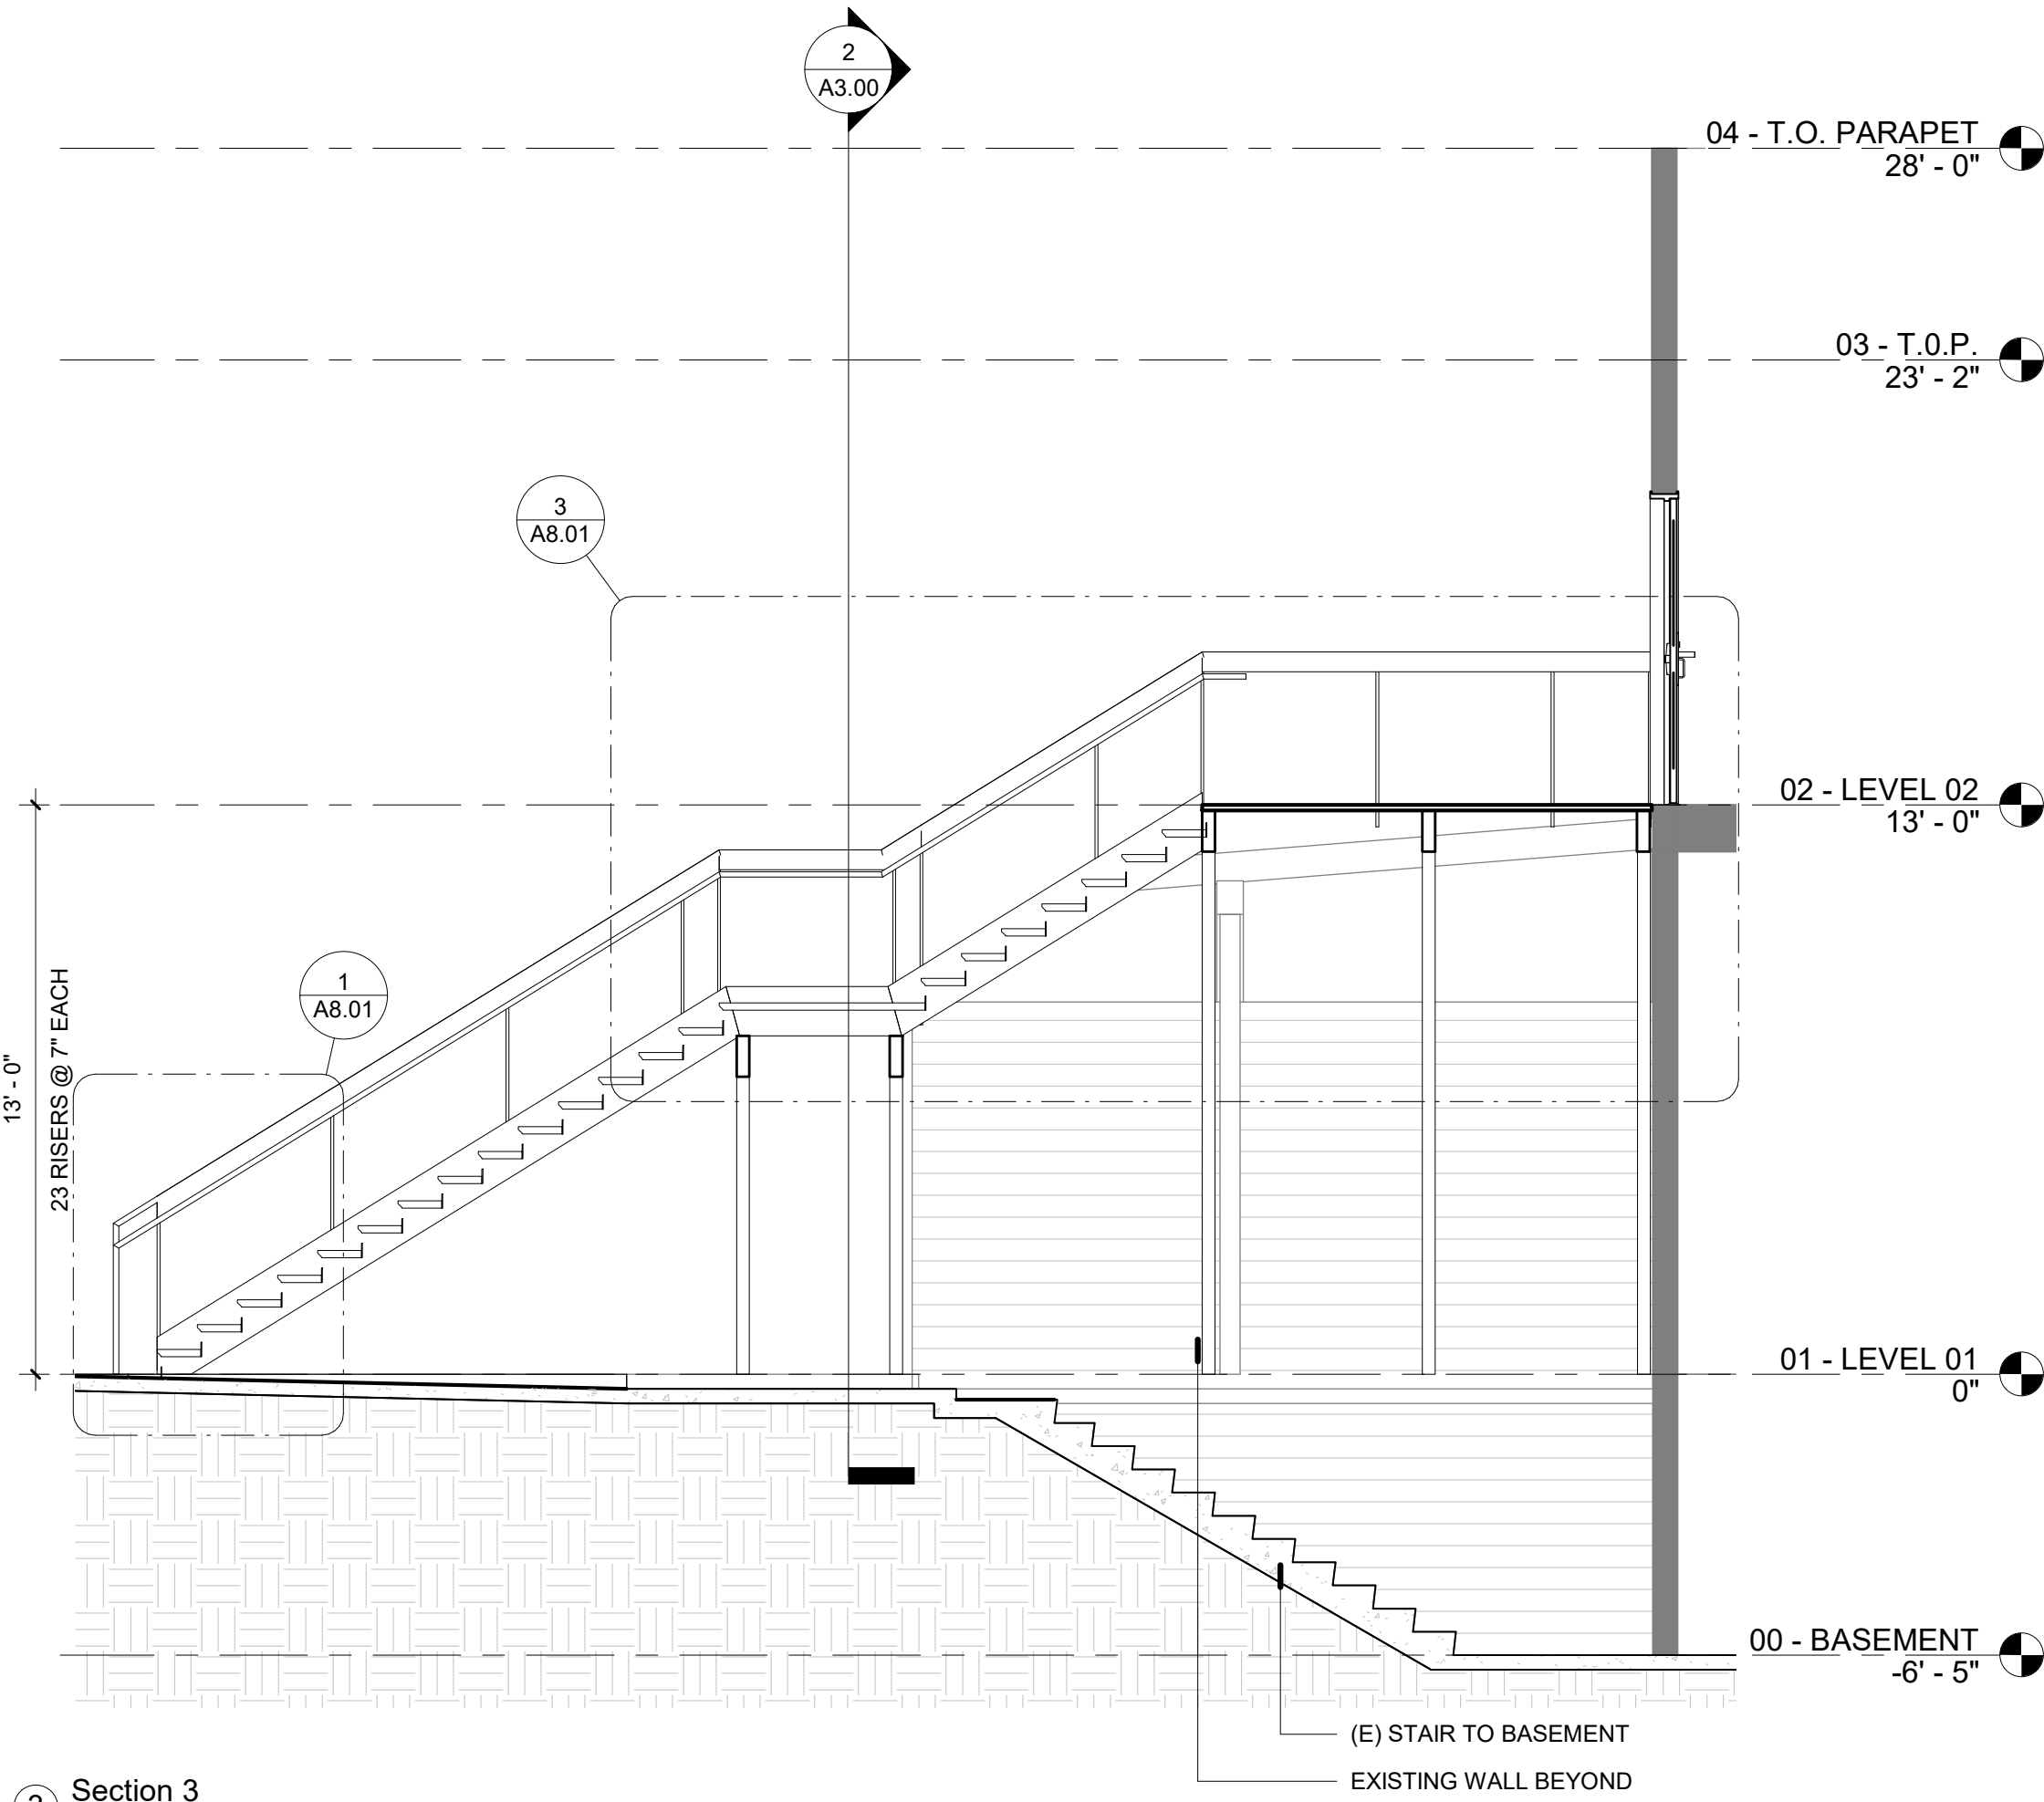 2
A3.00
04 - T.O. PARAPET
28' - 0"
03 - T.0.P.
23' - 2"
3
A8.01
02 - LEVEL 02
13' - 0"
1
A8.01
13' - 0"
23 RISERS @ 7" EACH
01 - LEVEL 01
0"
00 - BASEMENT
-6' - 5"
(E) STAIR TO BASEMENT
EXISTING WALL BEYOND
Section 3